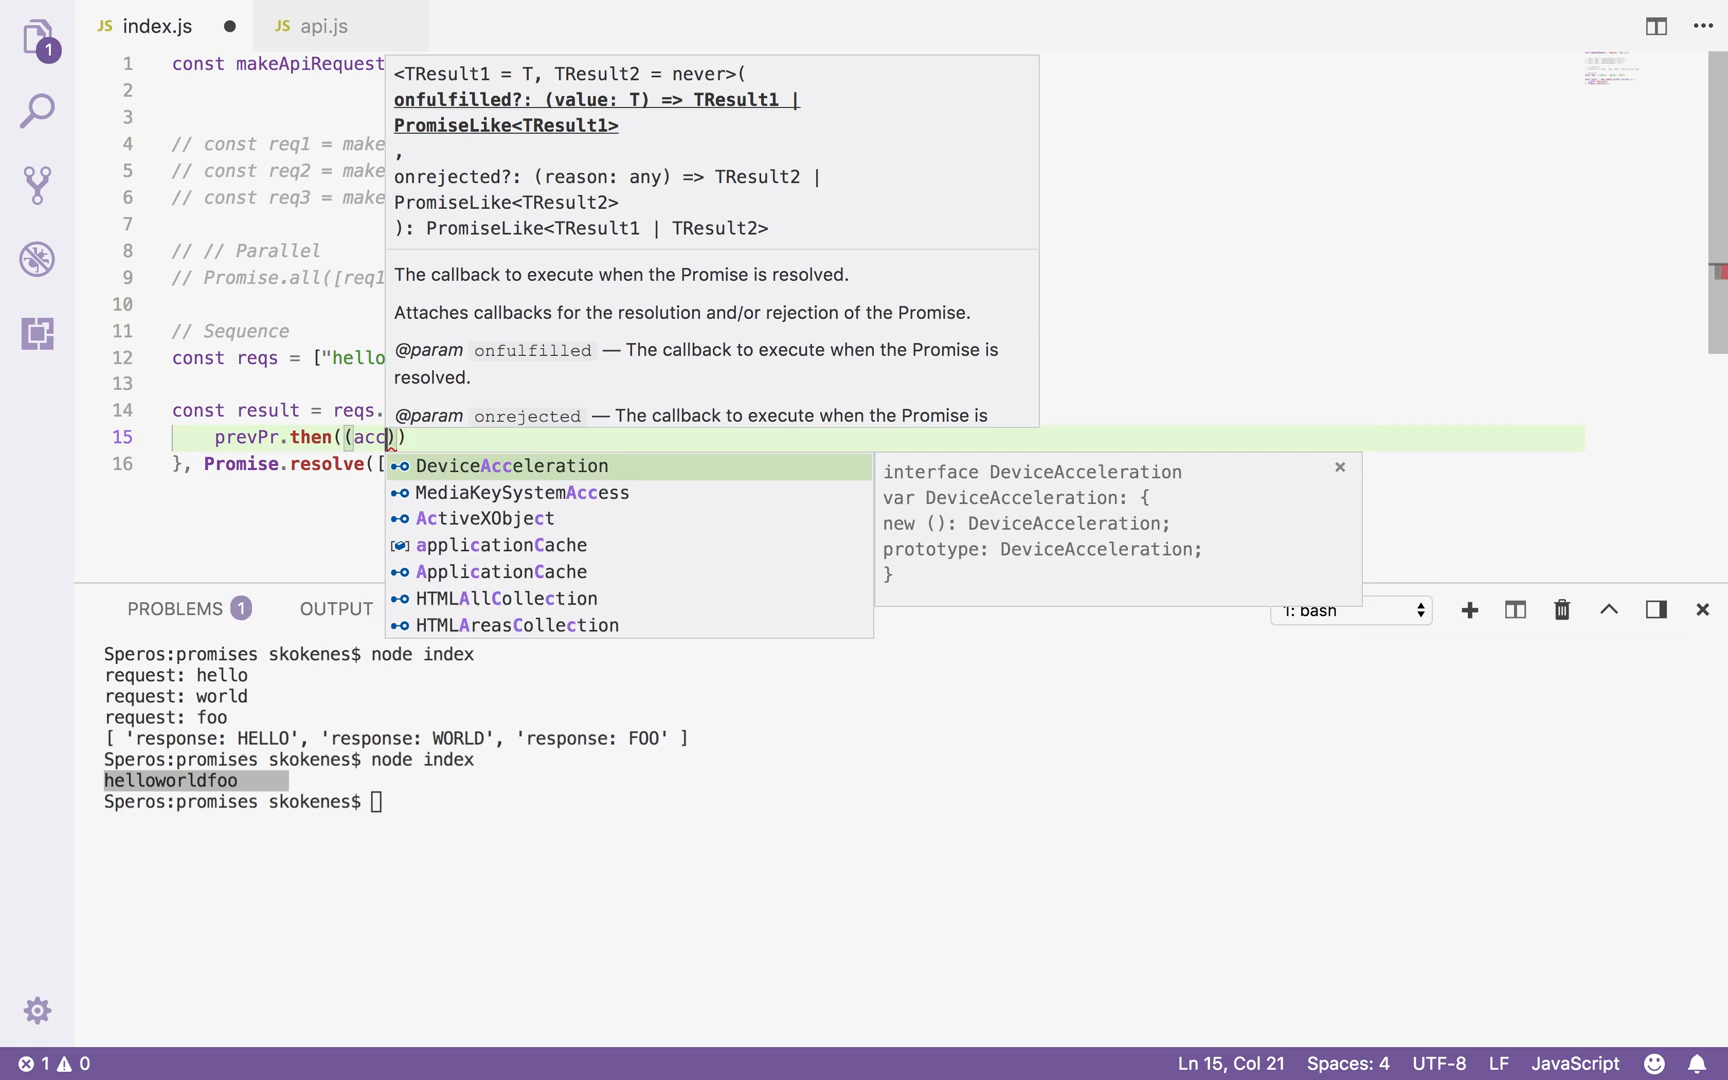 JS index.js
JS api.js
1
1 const makeApiRequest
2
3
4 // const req1 = make
5 // const req2 = make
6 // const req3 = make
7
8 // // Parallel
9 // Promise.all([req1
10
11 // Sequence
12 const reqs = ["hello
13
14 const result = reqs.
15 prevPr.then((acc))
16 }, Promise.resolve([
<TResult1 = T, TResult2 = never>(
onfulfilled?: (value: T) => TResult1 |
PromiseLike<TResult1>
,
onrejected?: (reason: any) => TResult2 |
PromiseLike<TResult2>
): PromiseLike<TResult1 | TResult2>
The callback to execute when the Promise is resolved.
Attaches callbacks for the resolution and/or rejection of the Promise.
@param onfulfilled — The callback to execute when the Promise is
resolved.
@param onrejected — The callback to execute when the Promise is
DeviceAcceleration
MediaKeySystemAccess
ActiveXObject
applicationCache
ApplicationCache
HTMLAllCollection
HTMLAreasCollection
interface DeviceAcceleration
var DeviceAcceleration: {
new (): DeviceAcceleration;
prototype: DeviceAcceleration;
}
PROBLEMS 1 OUTPUT
1: bash
Speros:promises skokenes$ node index
request: hello
request: world
request: foo
[ 'response: HELLO', 'response: WORLD', 'response: FOO' ]
Speros:promises skokenes$ node index
helloworldfoo
Speros:promises skokenes$
1 0
Ln 15, Col 21 Spaces: 4 UTF-8 LF JavaScript